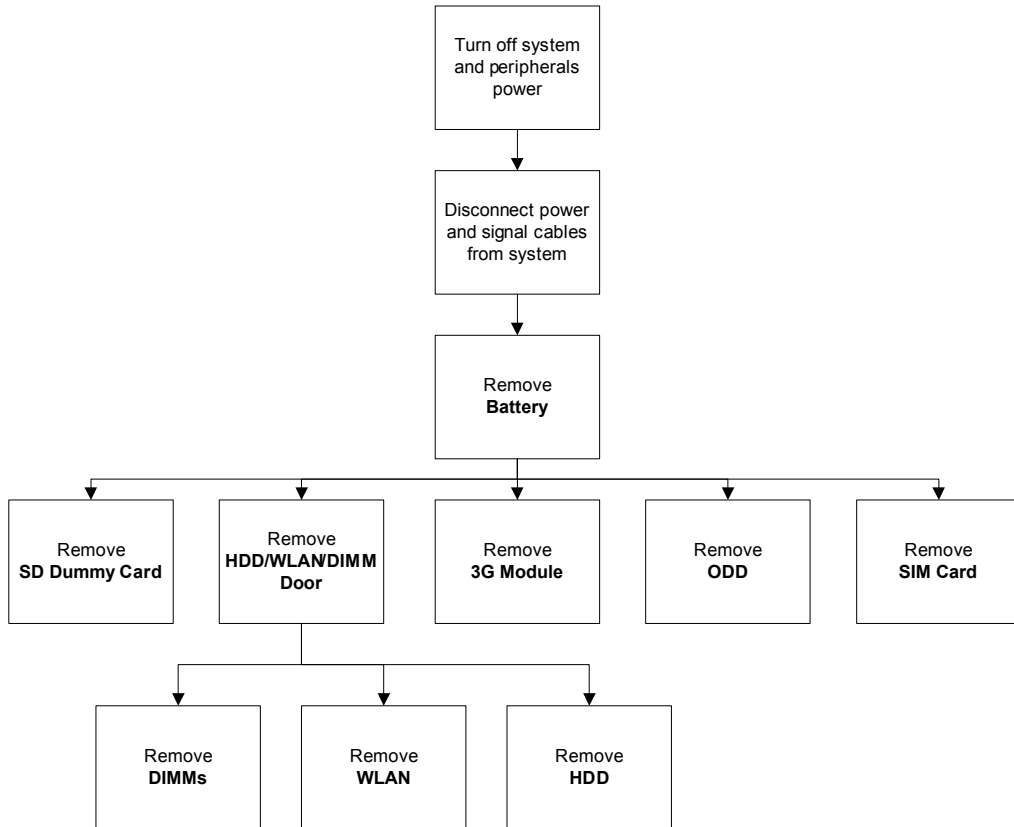 Turn off system
and peripherals
power
Disconnect power
and signal cables
from system
Remove
Battery
Remove
SD Dummy Card
Remove
HDD/WLAN/DIMM
Door
Remove
3G Module
Remove
ODD
Remove
SIM Card
Remove
DIMMs
Remove
WLAN
Remove
HDD